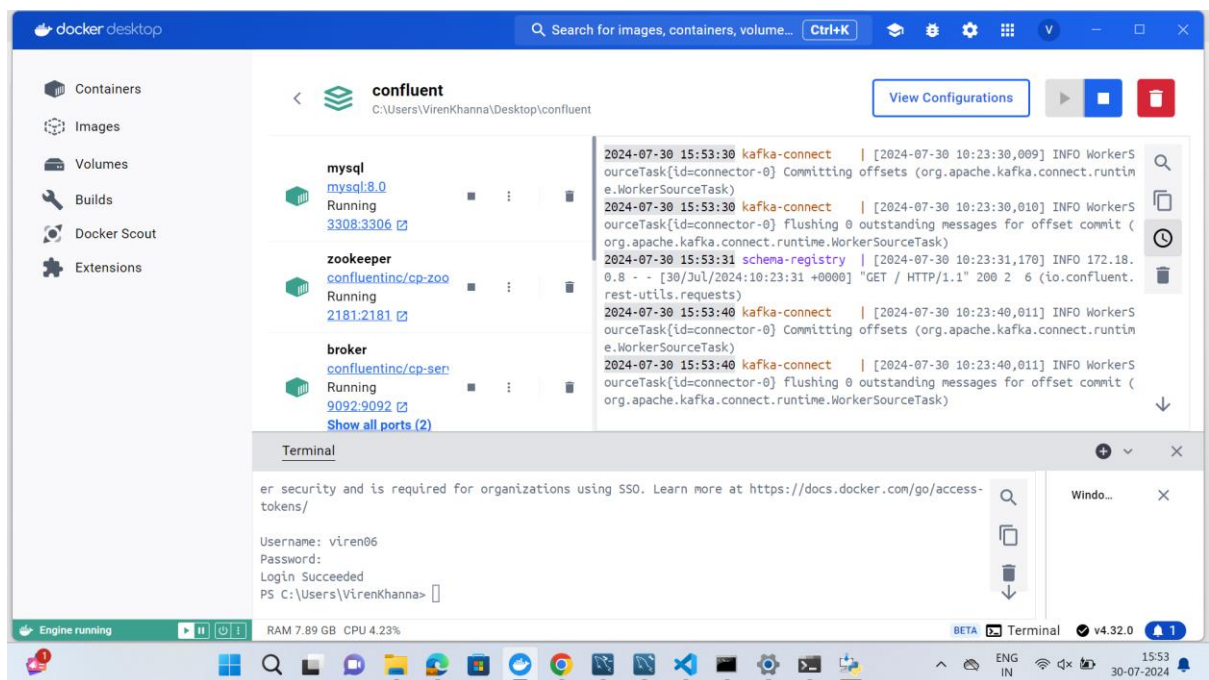 docker desktop
Search for images, containers, volume... Ctrl+K
V
Containers
Images
Volumes
Builds
Docker Scout
Extensions
confluent
C:\Users\VirenKhanna\Desktop\confluent
View Configurations
mysql
mysql:8.0
Running
3308:3306
zookeeper
confluentinc/cp-zoo
Running
2181:2181
broker
confluentinc/cp-ser
Running
9092:9092
Show all ports (2)
2024-07-30 15:53:30 kafka-connect | [2024-07-30 10:23:30,009] INFO WorkerS
ourceTask{id=connector-0} Committing offsets (org.apache.kafka.connect.runtim
e.WorkerSourceTask)
2024-07-30 15:53:30 kafka-connect | [2024-07-30 10:23:30,010] INFO WorkerS
ourceTask{id=connector-0} flushing 0 outstanding messages for offset commit (
org.apache.kafka.connect.runtime.WorkerSourceTask)
2024-07-30 15:53:31 schema-registry | [2024-07-30 10:23:31,170] INFO 172.18.
0.8 - - [30/Jul/2024:10:23:31 +0000] "GET / HTTP/1.1" 200 2 6 (io.confluent.
rest-utils.requests)
2024-07-30 15:53:40 kafka-connect | [2024-07-30 10:23:40,011] INFO WorkerS
ourceTask{id=connector-0} Committing offsets (org.apache.kafka.connect.runtim
e.WorkerSourceTask)
2024-07-30 15:53:40 kafka-connect | [2024-07-30 10:23:40,011] INFO WorkerS
ourceTask{id=connector-0} flushing 0 outstanding messages for offset commit (
org.apache.kafka.connect.runtime.WorkerSourceTask)
Terminal
er security and is required for organizations using SSO. Learn more at https://docs.docker.com/go/access-
tokens/
Username: viren06
Password:
Login Succeeded
PS C:\Users\VirenKhanna>
Windo...
Engine running
RAM 7.89 GB CPU 4.23%
BETA Terminal v4.32.0 1
ENG
IN
15:53
30-07-2024